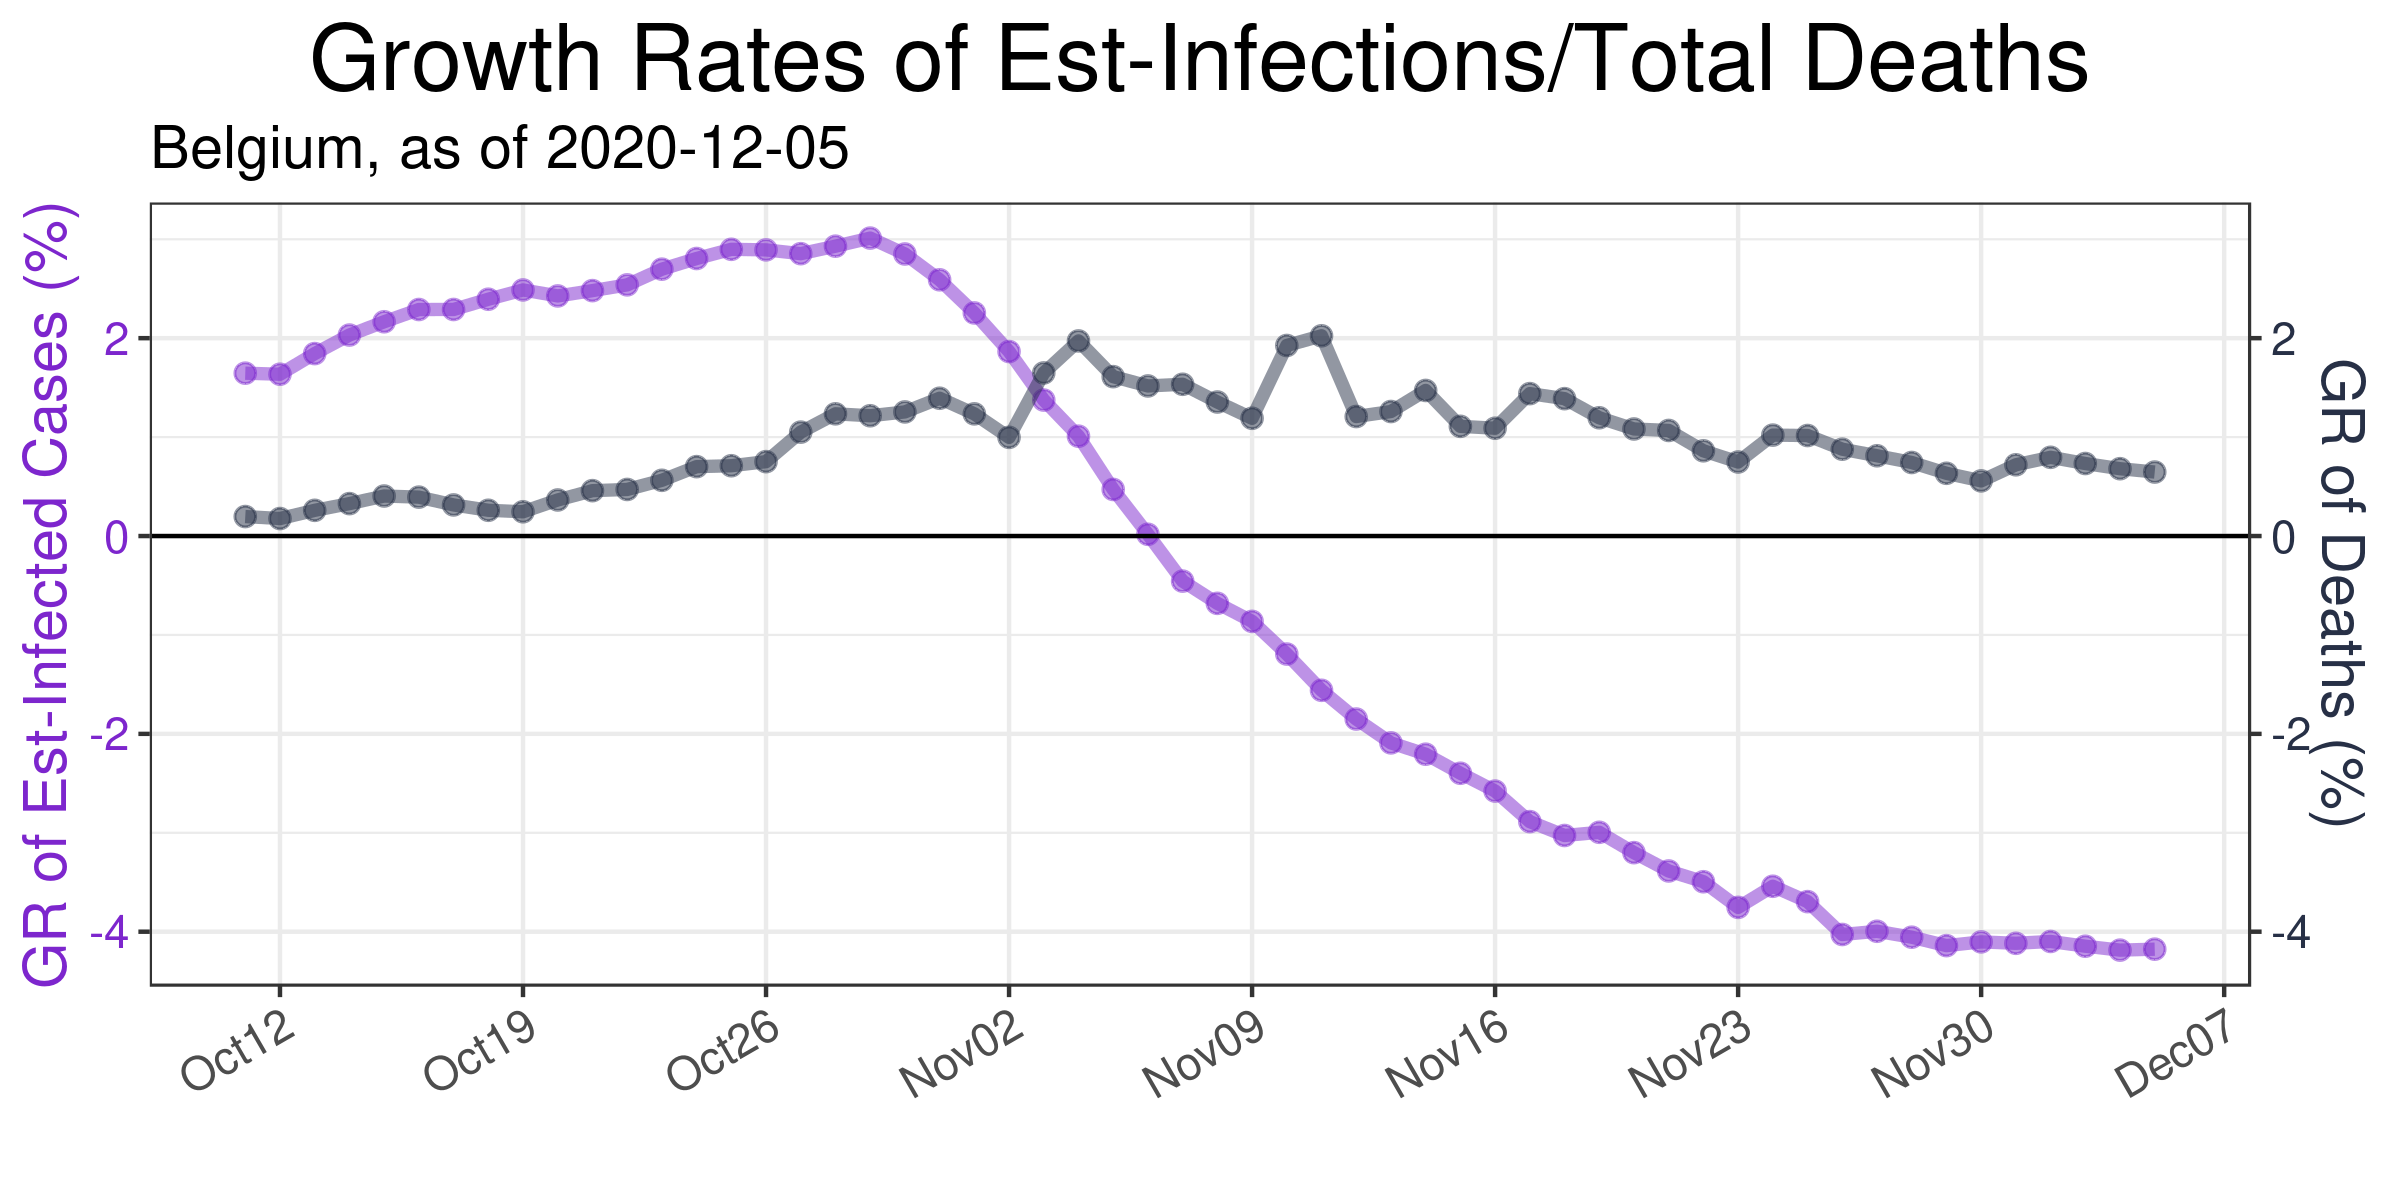 Growth Rates of Est-Infections/Total Deaths
Belgium, as of 2020-12-05
GR of Est-Infected Cases (%)
2
0
-2
-4
2
0
-2
-4
GR of Deaths (%)
Oct12
Oct19
Oct26
Nov02
Nov09
Nov16
Nov23
Nov30
Dec07